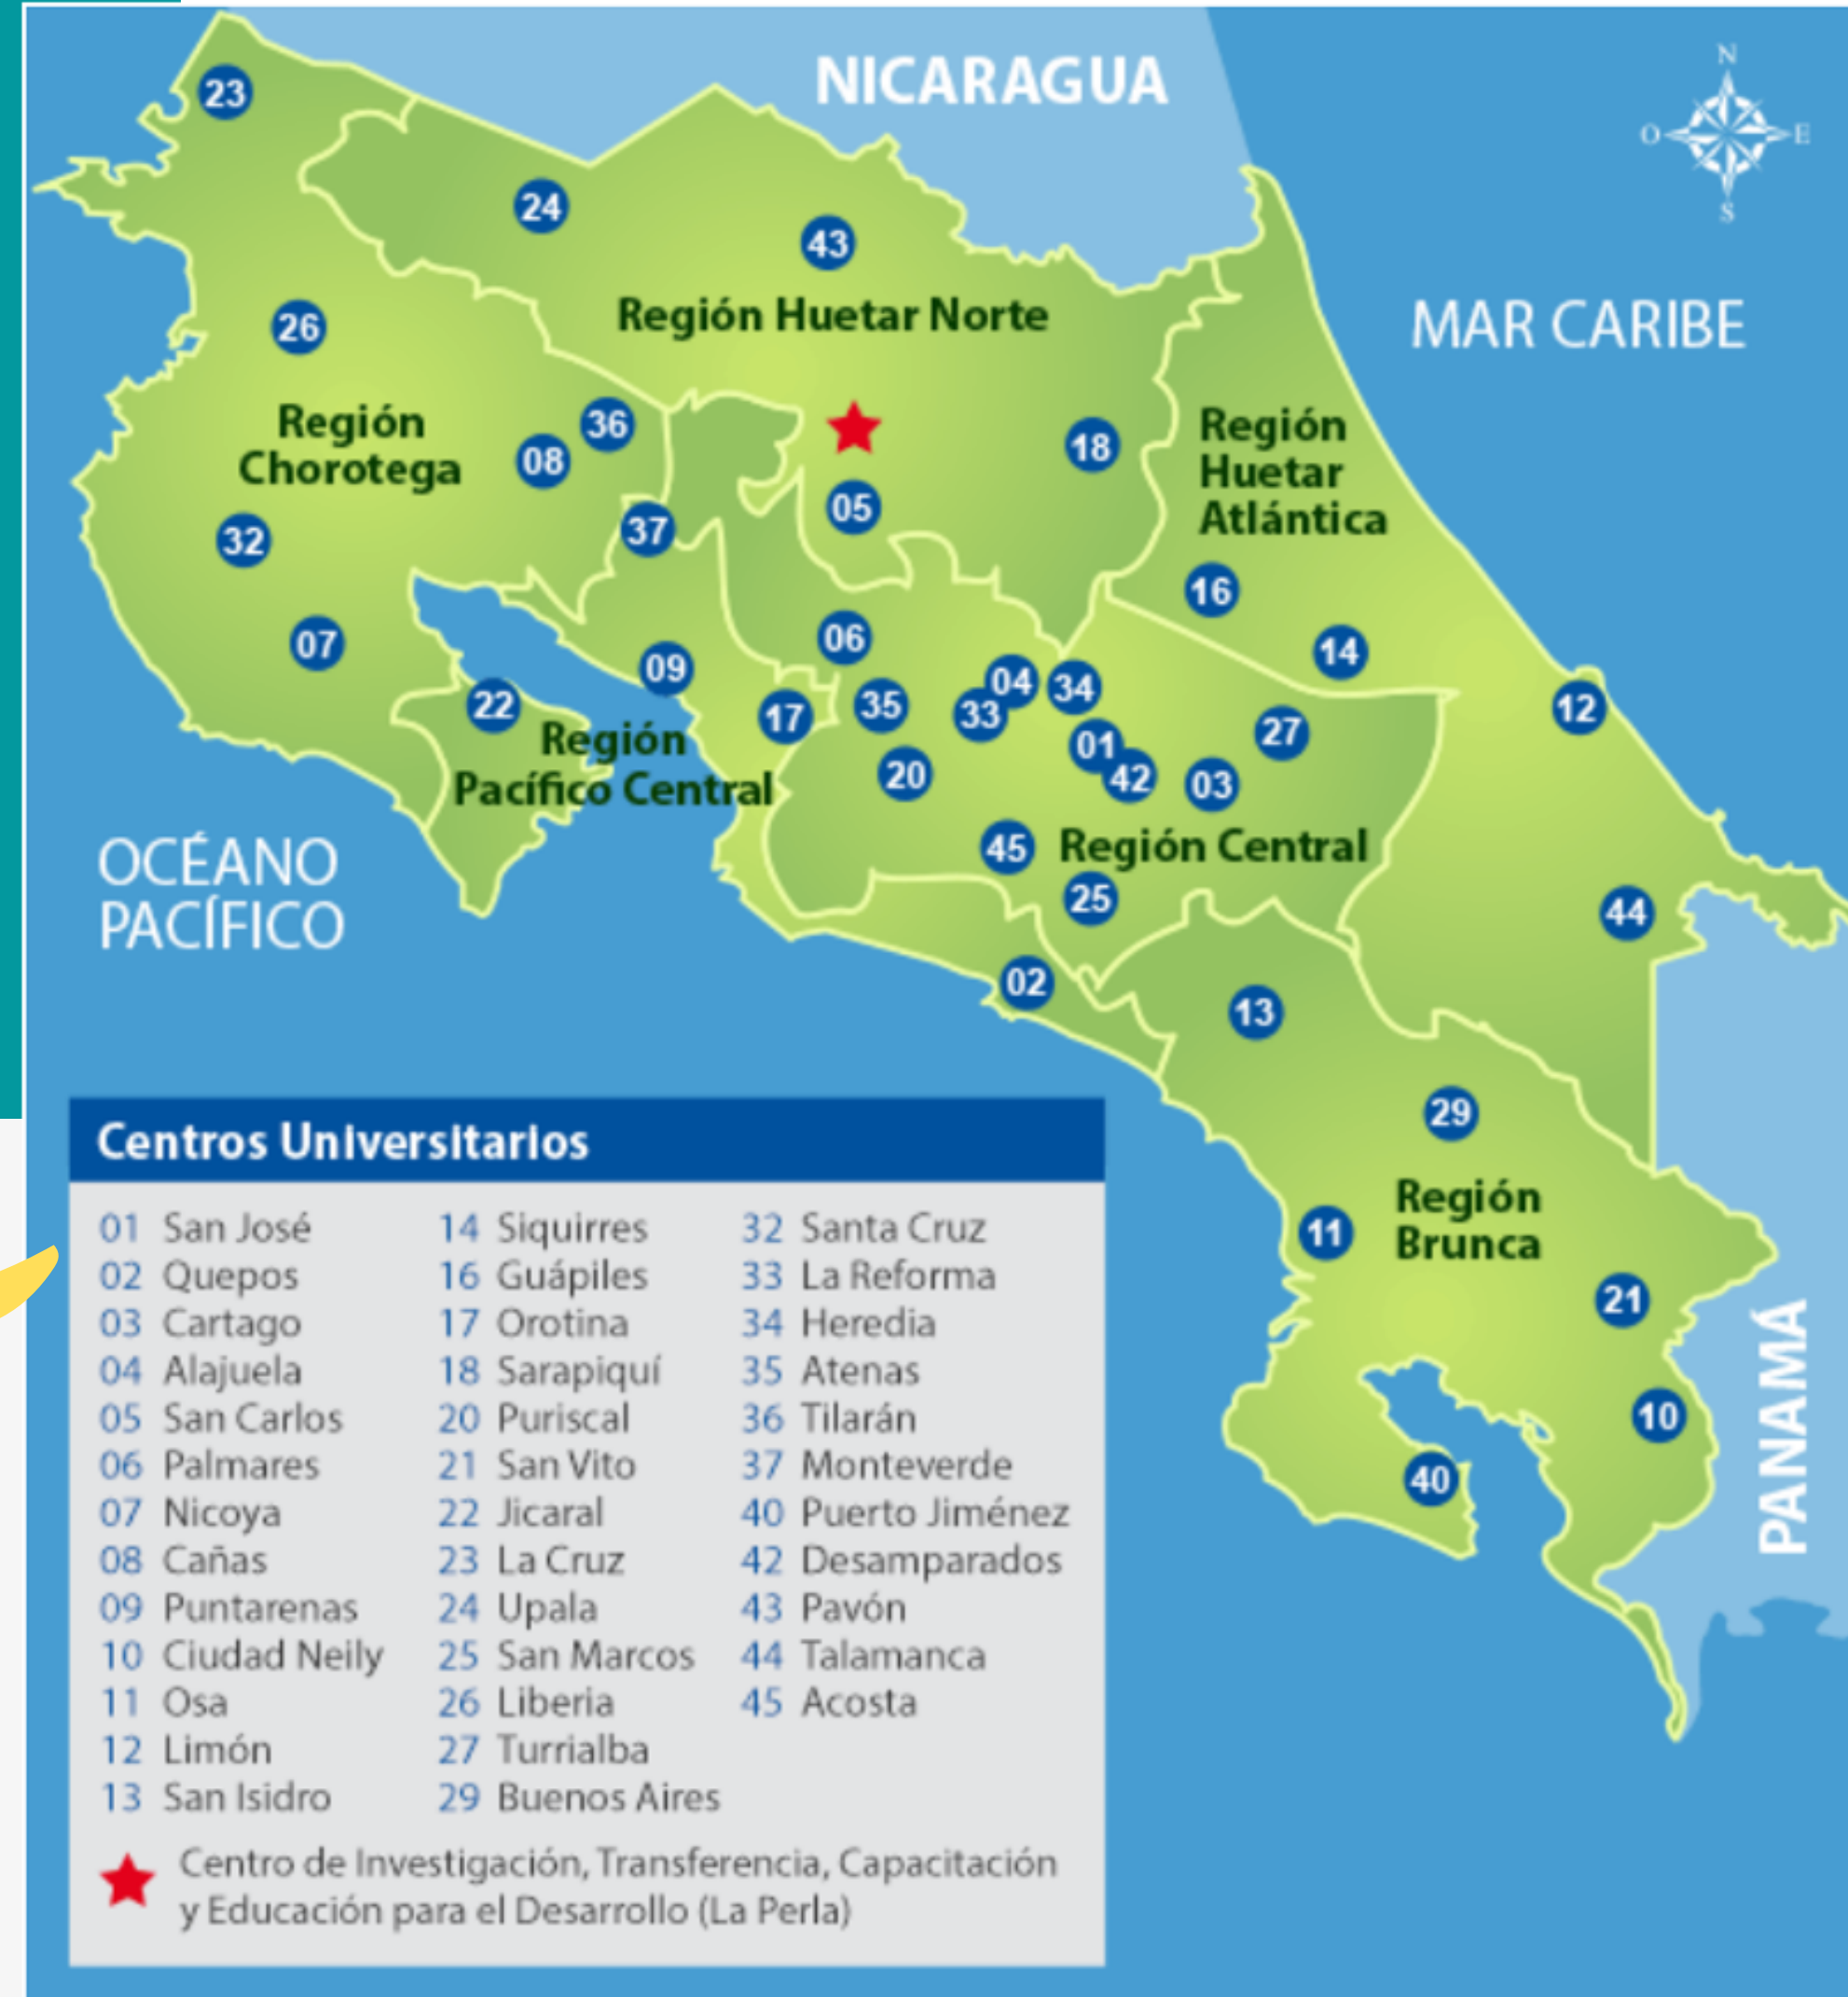 NICARAGUA
N
O
E
S
23
24
43
Región Huetar Norte
MAR CARIBE
26
Región
Chorotega
36
08
18
Región
Huetar
Atlántica
05
37
32
16
07
06
14
09
22
17
35
04
33
34
12
Región
Pacífico Central
01
27
20
42
03
OCÉANO
PACÍFICO
45
Región Central
25
44
02
13
29
Región
Brunca
11
21
10
40
PANAMÁ
Centros Universitarios
01 San José
02 Quepos
03 Cartago
04 Alajuela
05 San Carlos
06 Palmares
07 Nicoya
08 Cañas
09 Puntarenas
10 Ciudad Neily
11 Osa
12 Limón
13 San Isidro
14 Siquirres
16 Guápiles
17 Orotina
18 Sarapiquí
20 Puriscal
21 San Vito
22 Jicaral
23 La Cruz
24 Upala
25 San Marcos
26 Liberia
27 Turrialba
29 Buenos Aires
32 Santa Cruz
33 La Reforma
34 Heredia
35 Atenas
36 Tilarán
37 Monteverde
40 Puerto Jiménez
42 Desamparados
43 Pavón
44 Talamanca
45 Acosta
Centro de Investigación, Transferencia, Capacitación
y Educación para el Desarrollo (La Perla)